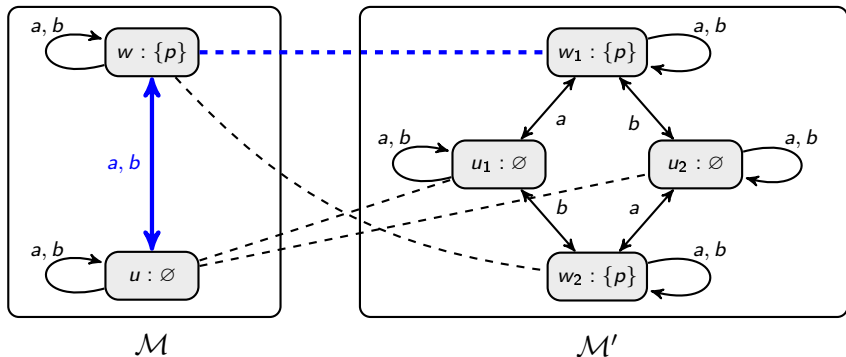 a, b
w : {p}
a, b
a, b
u : ∅
M
w₁ : {p}
a, b
a
b
a, b
u₁ : ∅
u₂ : ∅
a, b
b
a
w₂ : {p}
a, b
M′